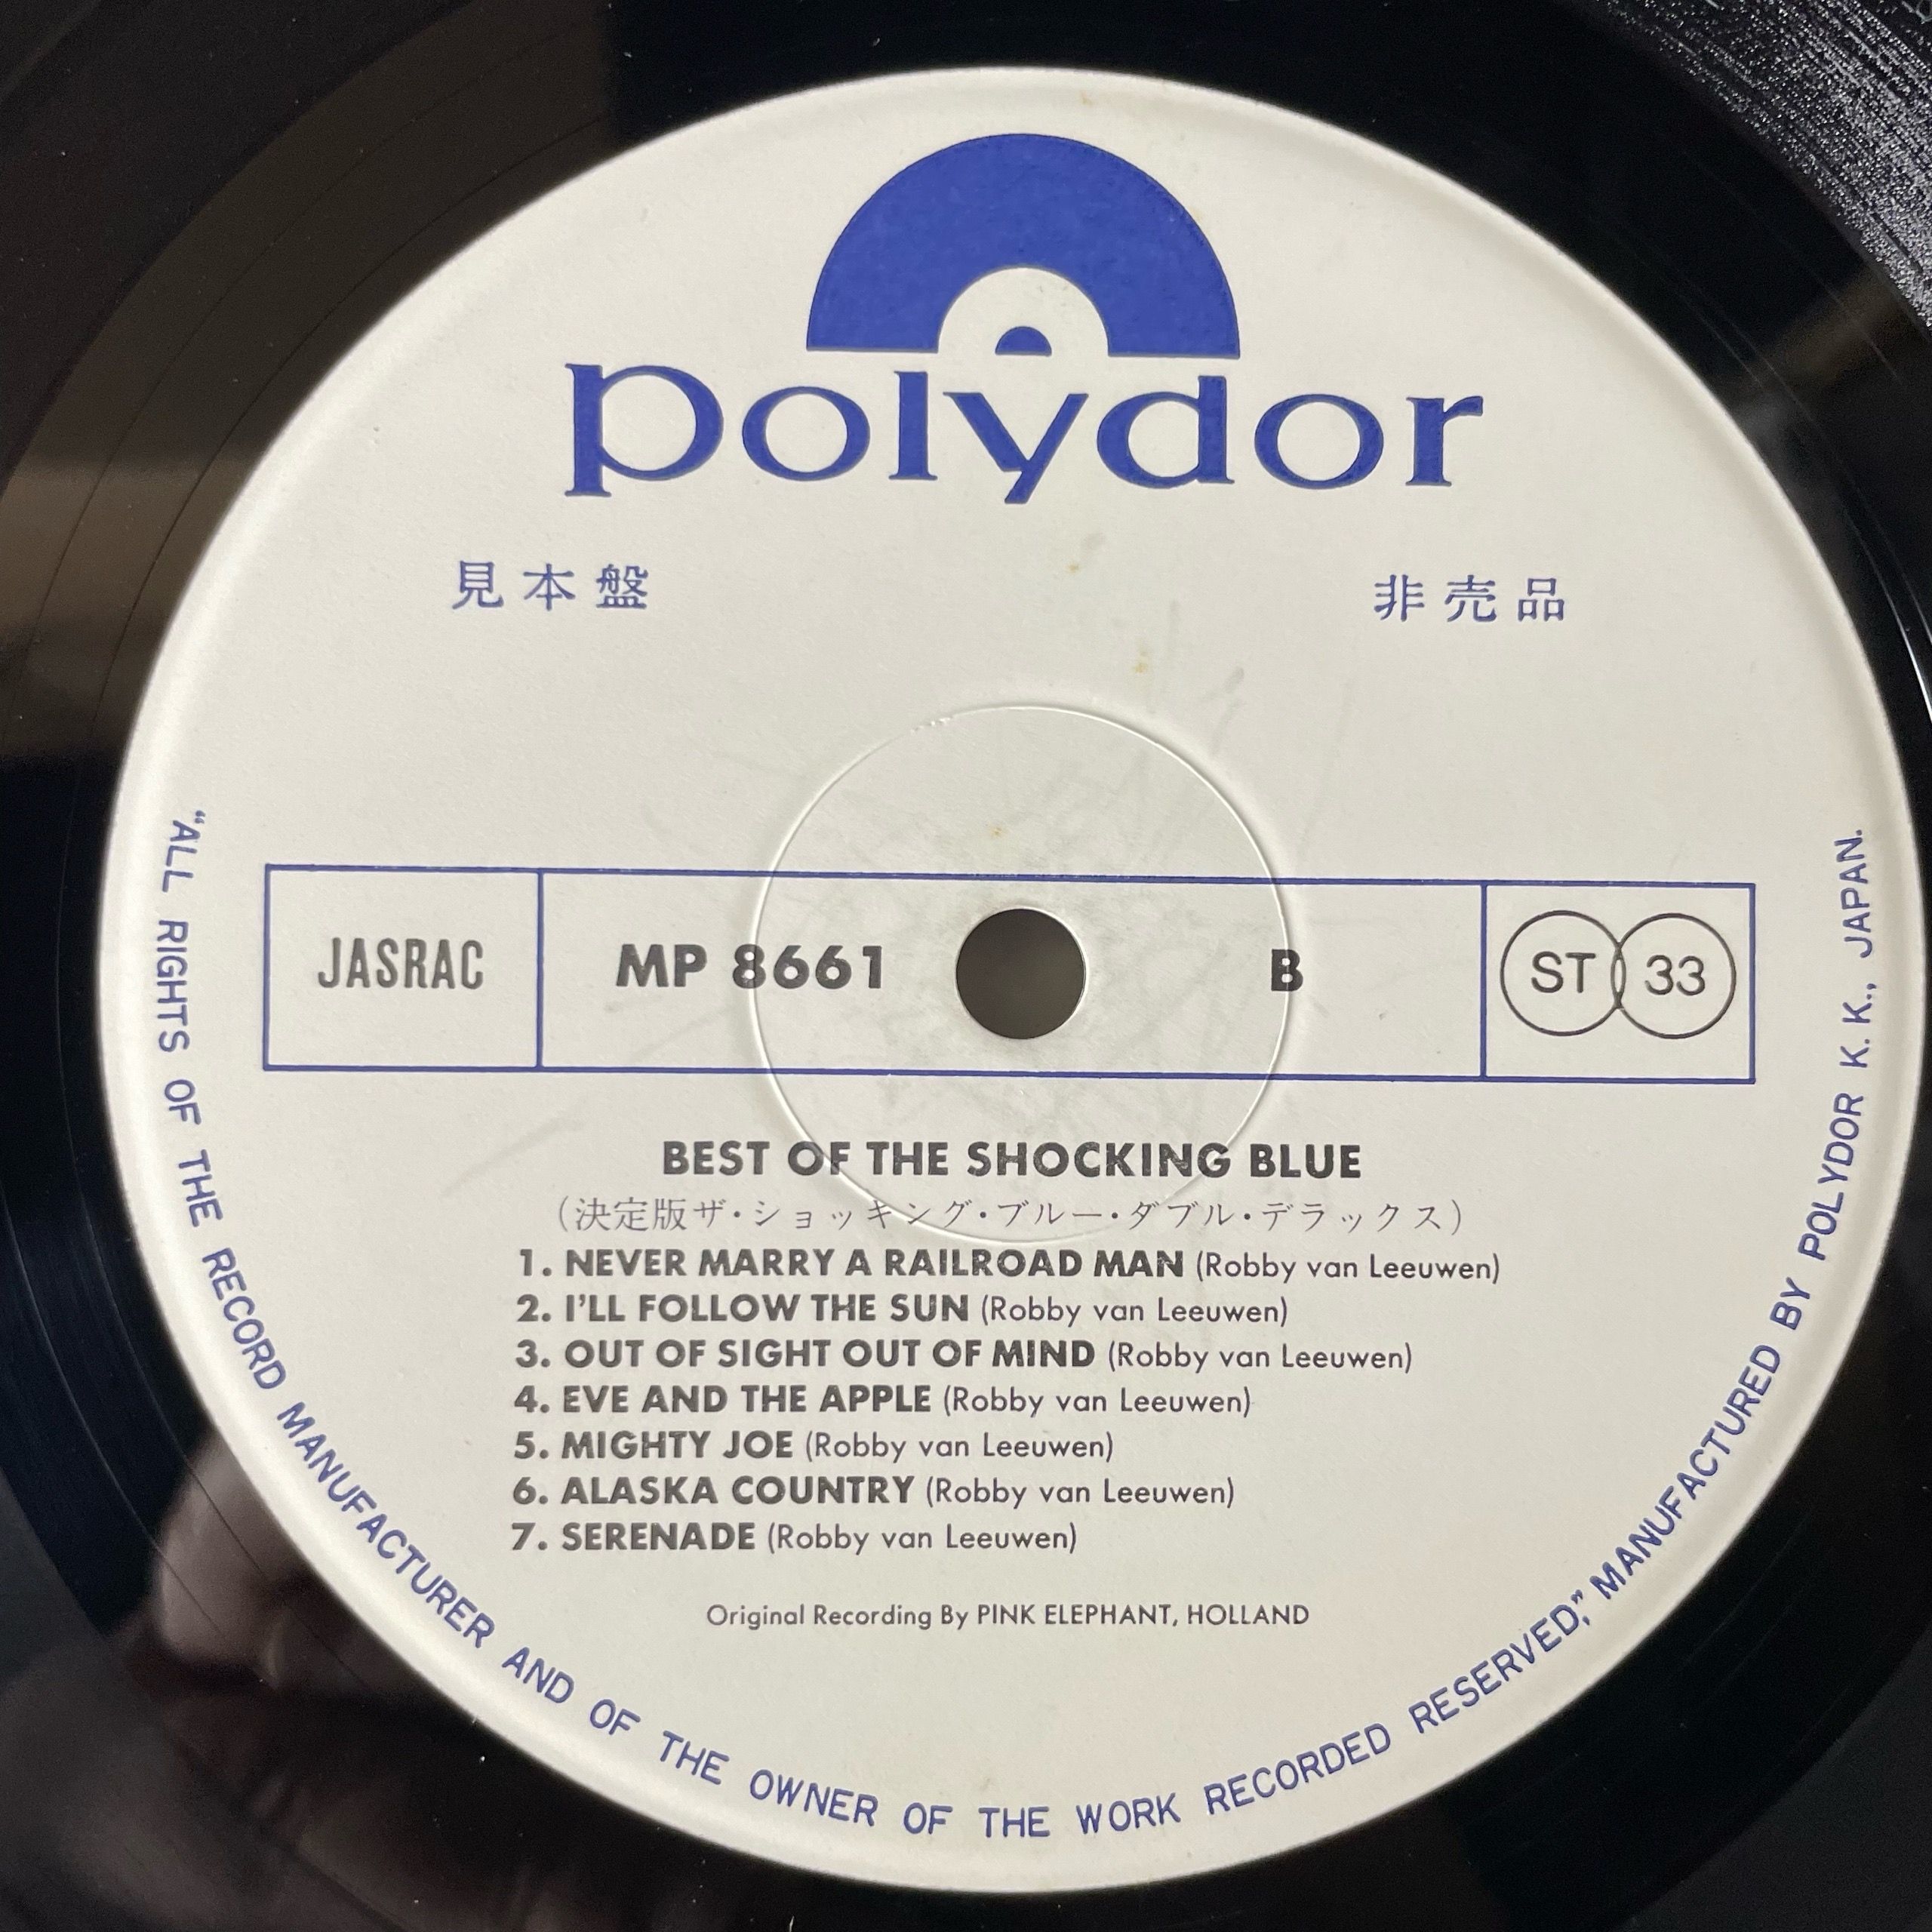 polydor
見本盤 非売品
JASRAC MP 8661 B ST 33
BEST OF THE SHOCKING BLUE
(決定版ザ・ショッキング・ブルー・ダブル・デラックス)
1. NEVER MARRY A RAILROAD MAN (Robby van Leeuwen)
2. I'LL FOLLOW THE SUN (Robby van Leeuwen)
3. OUT OF SIGHT OUT OF MIND (Robby van Leeuwen)
4. EVE AND THE APPLE (Robby van Leeuwen)
5. MIGHTY JOE (Robby van Leeuwen)
6. ALASKA COUNTRY (Robby van Leeuwen)
7. SERENADE (Robby van Leeuwen)
Original Recording By PINK ELEPHANT, HOLLAND
"ALL RIGHTS OF THE RECORD MANUFACTURER AND OF THE OWNER OF THE WORK RECORDED RESERVED," MANUFACTURED BY POLYDOR K. K., JAPAN.